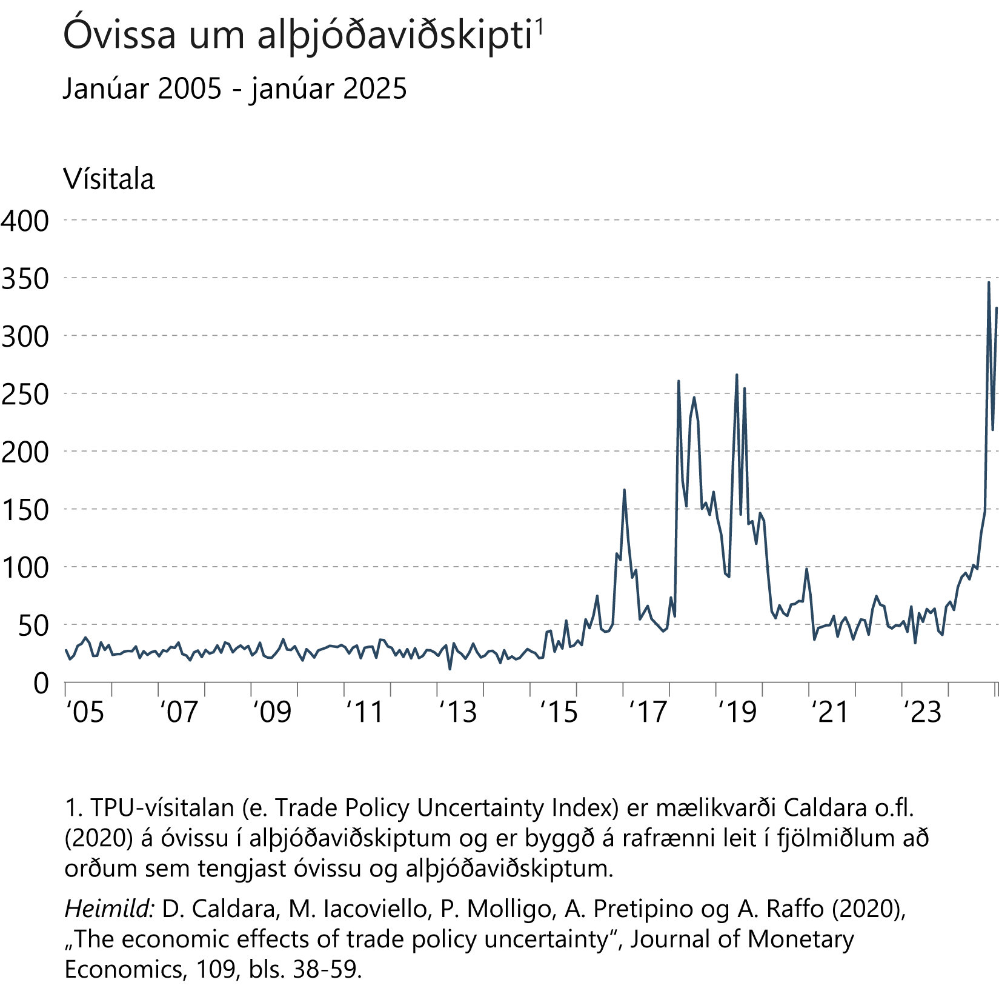 Óvissa um alþjóðaviðskipti¹
Janúar 2005 - janúar 2025
Vísitala
400
350
300
250
200
150
100
50
0
‘05 ‘07 ‘09 ‘11 ‘13 ‘15 ‘17 ‘19 ‘21 ‘23
1. TPU-vísitalan (e. Trade Policy Uncertainty Index) er mælikvarði Caldara o.fl.
(2020) á óvissu í alþjóðaviðskiptum og er byggð á rafrænni leit í fjölmiðlum að
orðum sem tengjast óvissu og alþjóðaviðskiptum.
Heimild: D. Caldara, M. Iacoviello, P. Molligo, A. Pretipino og A. Raffo (2020),
„The economic effects of trade policy uncertainty“, Journal of Monetary
Economics, 109, bls. 38-59.